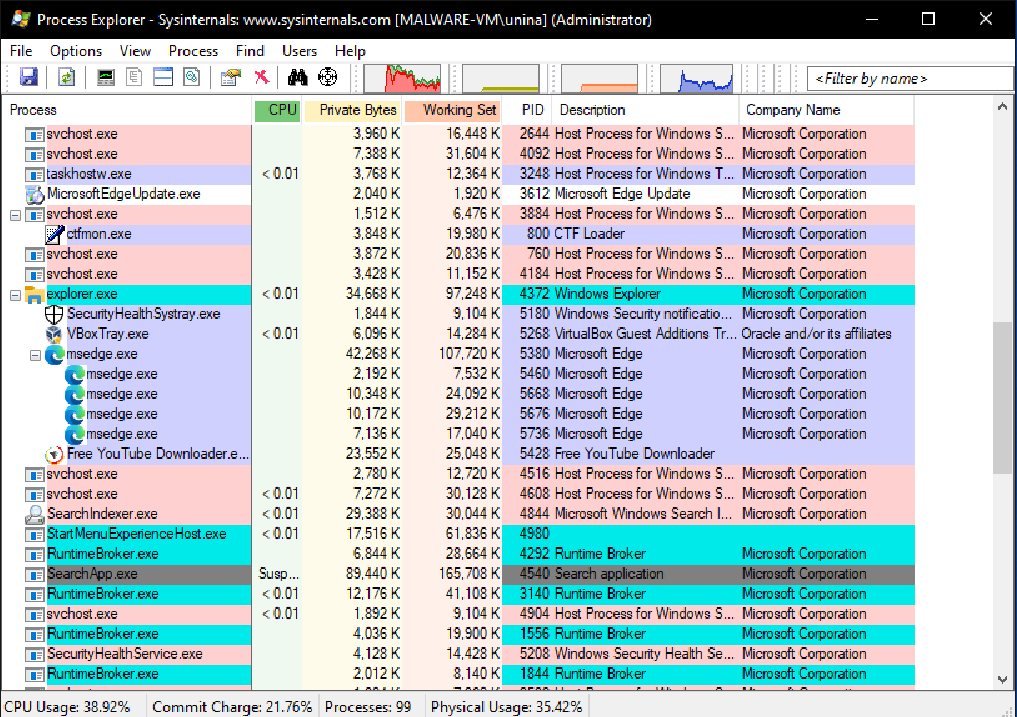 Process Explorer - Sysinternals: www.sysinternals.com [MALWARE-VM\unina] (Administrator)
File Options View Process Find Users Help
<Filter by name>
Process CPU Private Bytes Working Set PID Description Company Name
svchost.exe 3,960 K 16,448 K 2644 Host Process for Windows S... Microsoft Corporation
svchost.exe 7,388 K 31,604 K 4092 Host Process for Windows S... Microsoft Corporation
taskhostw.exe < 0.01 3,768 K 12,364 K 3248 Host Process for Windows T... Microsoft Corporation
MicrosoftEdgeUpdate.exe 2,040 K 1,920 K 3612 Microsoft Edge Update Microsoft Corporation
svchost.exe 1,512 K 6,476 K 3884 Host Process for Windows S... Microsoft Corporation
ctfmon.exe 3,848 K 19,980 K 800 CTF Loader Microsoft Corporation
svchost.exe 3,872 K 20,836 K 760 Host Process for Windows S... Microsoft Corporation
svchost.exe 3,428 K 11,152 K 4184 Host Process for Windows S... Microsoft Corporation
explorer.exe < 0.01 34,668 K 97,248 K 4372 Windows Explorer Microsoft Corporation
SecurityHealthSystray.exe 1,844 K 9,104 K 5180 Windows Security notificatio... Microsoft Corporation
VBoxTray.exe < 0.01 6,096 K 14,284 K 5268 VirtualBox Guest Additions Tr... Oracle and/or its affiliates
msedge.exe 42,268 K 107,720 K 5380 Microsoft Edge Microsoft Corporation
msedge.exe 2,192 K 7,532 K 5460 Microsoft Edge Microsoft Corporation
msedge.exe 10,348 K 24,092 K 5668 Microsoft Edge Microsoft Corporation
msedge.exe 10,172 K 29,212 K 5676 Microsoft Edge Microsoft Corporation
msedge.exe 7,136 K 17,040 K 5736 Microsoft Edge Microsoft Corporation
Free YouTube Downloader.e... 23,552 K 25,048 K 5428 Free YouTube Downloader
svchost.exe 2,780 K 12,720 K 4516 Host Process for Windows S... Microsoft Corporation
svchost.exe < 0.01 7,272 K 30,128 K 4608 Host Process for Windows S... Microsoft Corporation
SearchIndexer.exe < 0.01 29,388 K 30,044 K 4844 Microsoft Windows Search I... Microsoft Corporation
StartMenuExperienceHost.exe < 0.01 17,516 K 61,836 K 4980
RuntimeBroker.exe 6,844 K 28,664 K 4292 Runtime Broker Microsoft Corporation
SearchApp.exe Susp... 89,440 K 165,708 K 4540 Search application Microsoft Corporation
RuntimeBroker.exe < 0.01 12,176 K 41,108 K 3140 Runtime Broker Microsoft Corporation
svchost.exe < 0.01 1,892 K 9,104 K 4904 Host Process for Windows S... Microsoft Corporation
RuntimeBroker.exe 4,036 K 19,900 K 1556 Runtime Broker Microsoft Corporation
SecurityHealthService.exe 4,128 K 14,428 K 5208 Windows Security Health Se... Microsoft Corporation
RuntimeBroker.exe 2,012 K 8,140 K 1844 Runtime Broker Microsoft Corporation
CPU Usage: 38.92% Commit Charge: 21.76% Processes: 99 Physical Usage: 35.42%